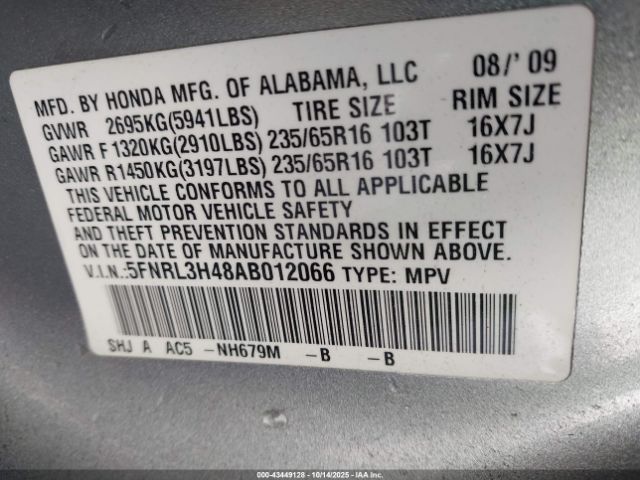 MFD. BY HONDA MFG. OF ALABAMA, LLC 08/'09
GVWR 2695KG(5941LBS) TIRE SIZE RIM SIZE
GAWR F1320KG(2910LBS) 235/65R16 103T 16X7J
GAWR R1450KG(3197LBS) 235/65R16 103T 16X7J
THIS VEHICLE CONFORMS TO ALL APPLICABLE
FEDERAL MOTOR VEHICLE SAFETY
AND THEFT PREVENTION STANDARDS IN EFFECT
ON THE DATE OF MANUFACTURE SHOWN ABOVE.
V.I.N.:5FNRL3H48AB012066 TYPE: MPV
SHJ A AC5 -NH679M -B -B
000-43449128 - 10/14/2025 - IAA Inc.